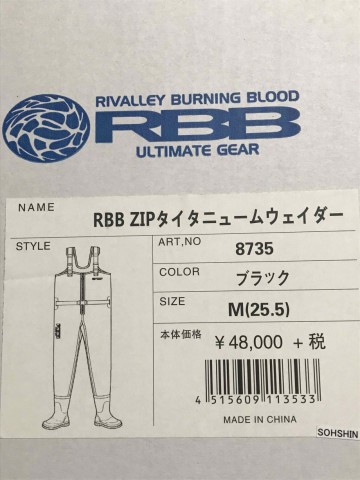 RIVALLEY BURNING BLOOD
RBB
ULTIMATE GEAR
NAME
RBB ZIPタイタニュームウェイダー
STYLE
ART,NO
8735
COLOR
ブラック
SIZE
M(25.5)
本体価格
¥48,000 +税
4 515609 113533
MADE IN CHINA
SOHSHIN